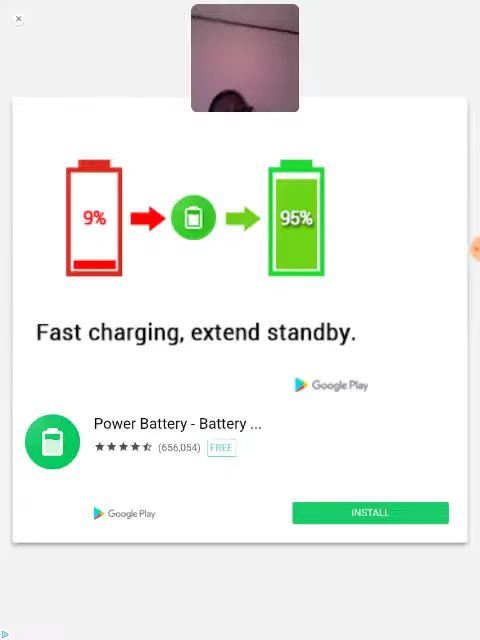 9%
95%
Fast charging, extend standby.
Google Play
Power Battery - Battery ...
(656,054) FREE
Google Play
INSTALL